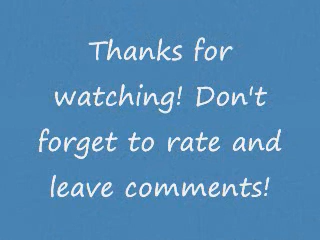 Thanks for
watching! Don't
forget to rate and
leave comments!